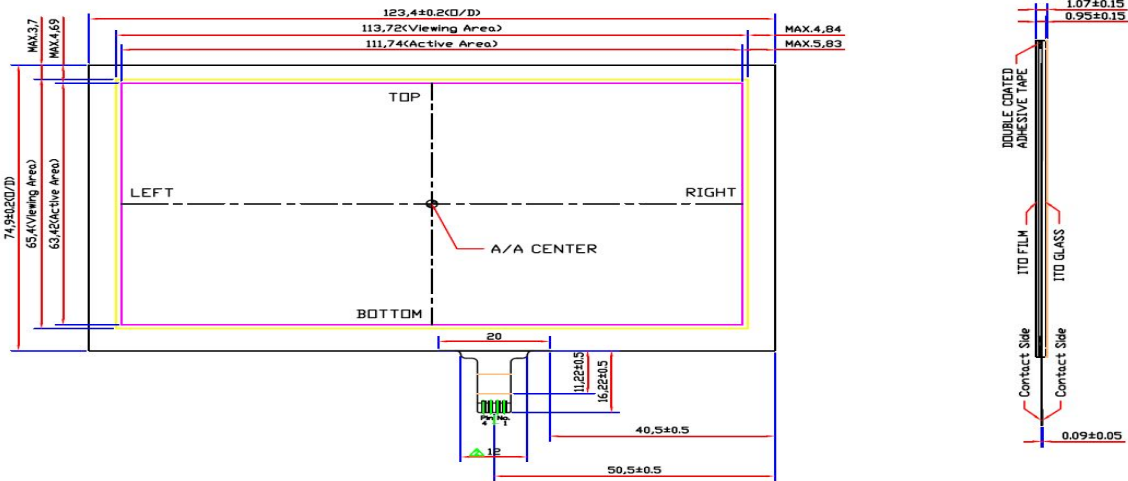 123,4±0.2(O/D)
113,72(Viewing Area)
111,74(Active Area)
MAX.4,84
MAX.5,83
MAX.3,7
MAX.4,69
74,9±0.2(O/D)
65,4(Viewing Area)
63,42(Active Area)
TOP
LEFT
RIGHT
A/A CENTER
BOTTOM
20
11,22±0.5
16,22±0.5
Pin No.
4 1
40,5±0.5
12
50,5±0.5
1.07±0.15
0.95±0.15
DOUBLE COATED
ADHESIVE TAPE
ITO FILM
ITO GLASS
Contact Side
Contact Side
0.09±0.05